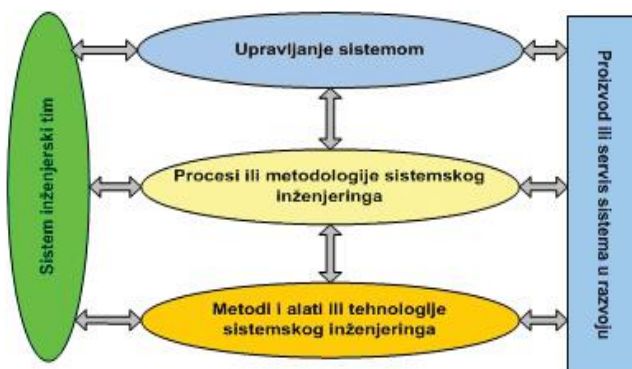 Sistem inženjerski tim
Upravljanje sistemom
Procesi ili metodologije sistemskog
inženjeringa
Metodi i alati ili tehnologije
sistemskog inženjeringa
Proizvod ili servis sistema u razvoju